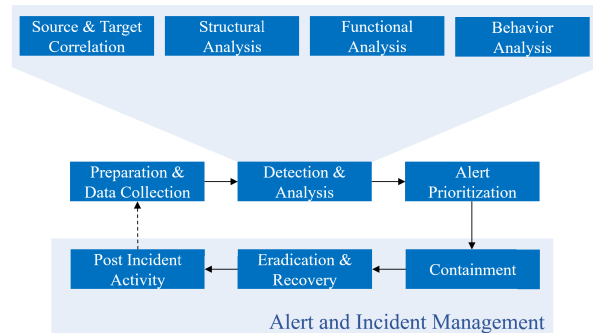 Source & Target
Correlation
Structural
Analysis
Functional
Analysis
Behavior
Analysis
Preparation &
Data Collection
Detection &
Analysis
Alert
Prioritization
Post Incident
Activity
Eradication &
Recovery
Containment
Alert and Incident Management